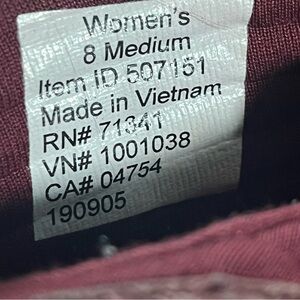 Women's
8 Medium
Item ID 507151
Made in Vietnam
RN# 71341
VN# 1001038
CA# 04754
190905